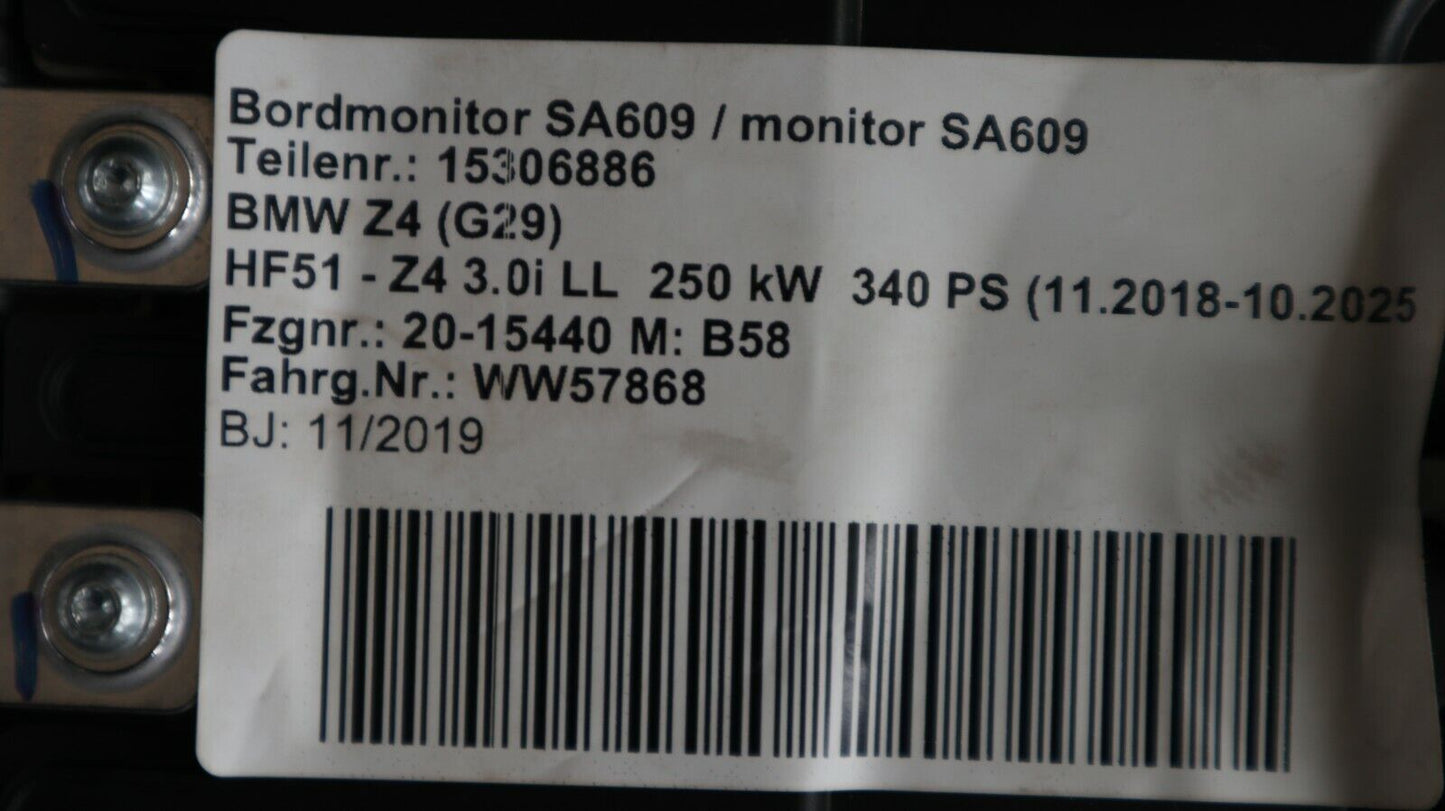 Bordmonitor SA609 / monitor SA609
Teilenr.: 15306886
BMW Z4 (G29)
HF51 - Z4 3.0i LL 250 kW 340 PS (11.2018-10.2025
Fzgnr.: 20-15440 M: B58
Fahrg.Nr.: WW57868
BJ: 11/2019